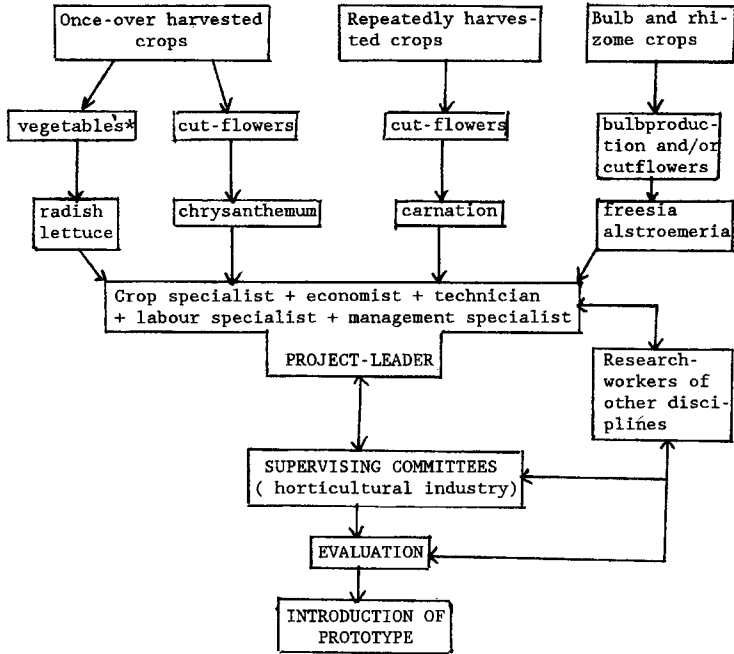 Once-over harvested
crops
Repeatedly harves-
ted crops
Bulb and rhi-
zome crops
vegetables*
cut-flowers
cut-flowers
bulbproduc-
tion and/or
cutflowers
radish
lettuce
chrysanthemum
carnation
freesia
alstroemeria
Crop specialist + economist + technician
+ labour specialist + management specialist
PROJECT-LEADER
Research-
workers of
other disci-
plines
SUPERVISING COMMITTEES
( horticultural industry)
EVALUATION
INTRODUCTION OF
PROTOTYPE